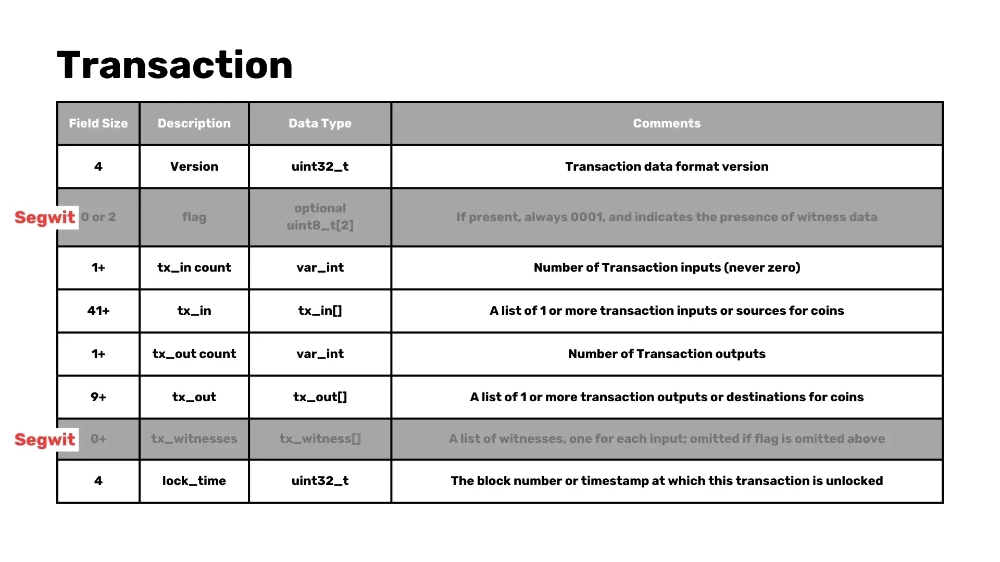 Transaction
Field Size Description Data Type Comments
4 Version uint32_t Transaction data format version
Segwit 0 or 2 flag optional uint8_t[2] If present, always 0001, and indicates the presence of witness data
1+ tx_in count var_int Number of Transaction inputs (never zero)
41+ tx_in tx_in[] A list of 1 or more transaction inputs or sources for coins
1+ tx_out count var_int Number of Transaction outputs
9+ tx_out tx_out[] A list of 1 or more transaction outputs or destinations for coins
Segwit 0+ tx_witnesses tx_witness[] A list of witnesses, one for each input; omitted if flag is omitted above
4 lock_time uint32_t The block number or timestamp at which this transaction is unlocked